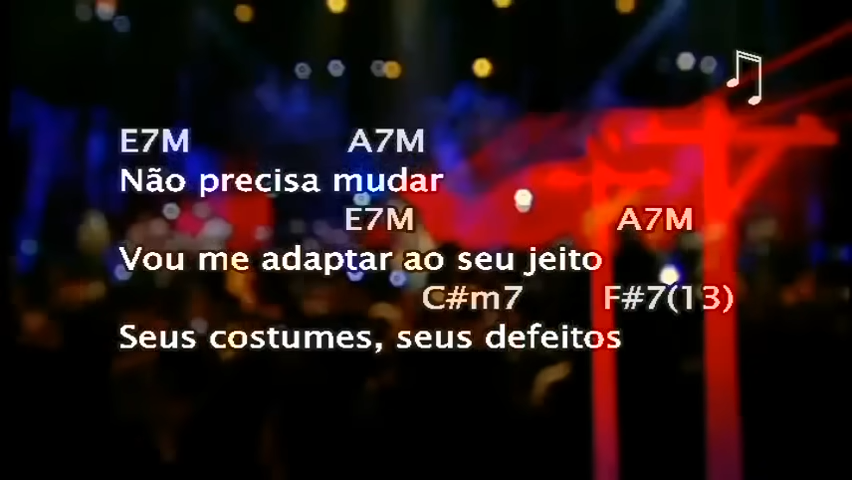 E7M A7M
Não precisa mudar
E7M A7M
Vou me adaptar ao seu jeito
C#m7 F#7(13)
Seus costumes, seus defeitos